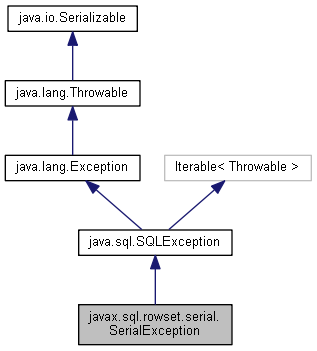 java.io.Serializable
java.lang.Throwable
java.lang.Exception
Iterable< Throwable >
java.sql.SQLException
javax.sql.rowset.serial.
SerialException